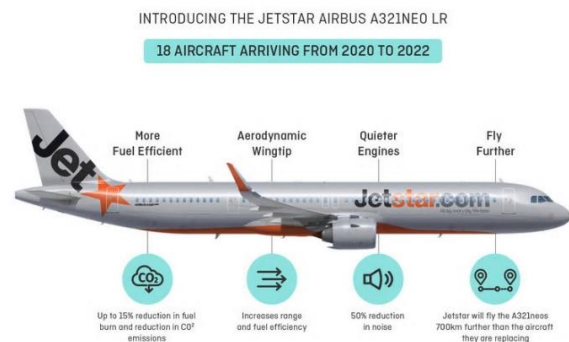 INTRODUCING THE JETSTAR AIRBUS A321NEO LR
18 AIRCRAFT ARRIVING FROM 2020 TO 2022
More
Fuel Efficient
Aerodynamic
Wingtip
Quieter
Engines
Fly
Further
Jet
Jetstar.com
CO₂
Up to 15% reduction in fuel
burn and reduction in CO²
emissions
Increases range
and fuel efficiency
50% reduction
in noise
Jetstar will fly the A321neos
700km further than the aircraft
they are replacing